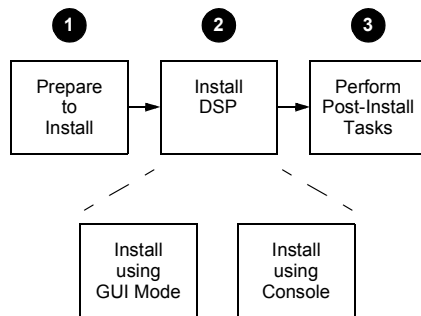 1
2
3
Prepare
to
Install
Install
DSP
Perform
Post-Install
Tasks
Install
using
GUI Mode
Install
using
Console